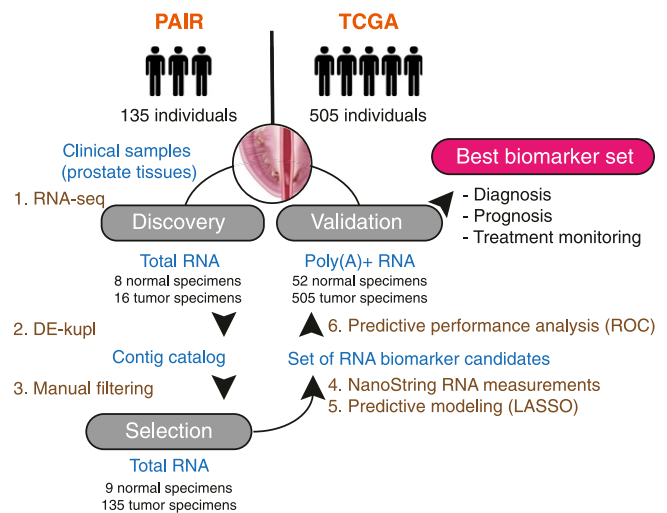 PAIR
TCGA
135 individuals
505 individuals
Clinical samples
(prostate tissues)
Best biomarker set
- Diagnosis
- Prognosis
- Treatment monitoring
1. RNA-seq
Discovery
Validation
Total RNA
8 normal specimens
16 tumor specimens
Poly(A)+ RNA
52 normal specimens
505 tumor specimens
2. DE-kupl
6. Predictive performance analysis (ROC)
Contig catalog
Set of RNA biomarker candidates
3. Manual filtering
4. NanoString RNA measurements
5. Predictive modeling (LASSO)
Selection
Total RNA
9 normal specimens
135 tumor specimens